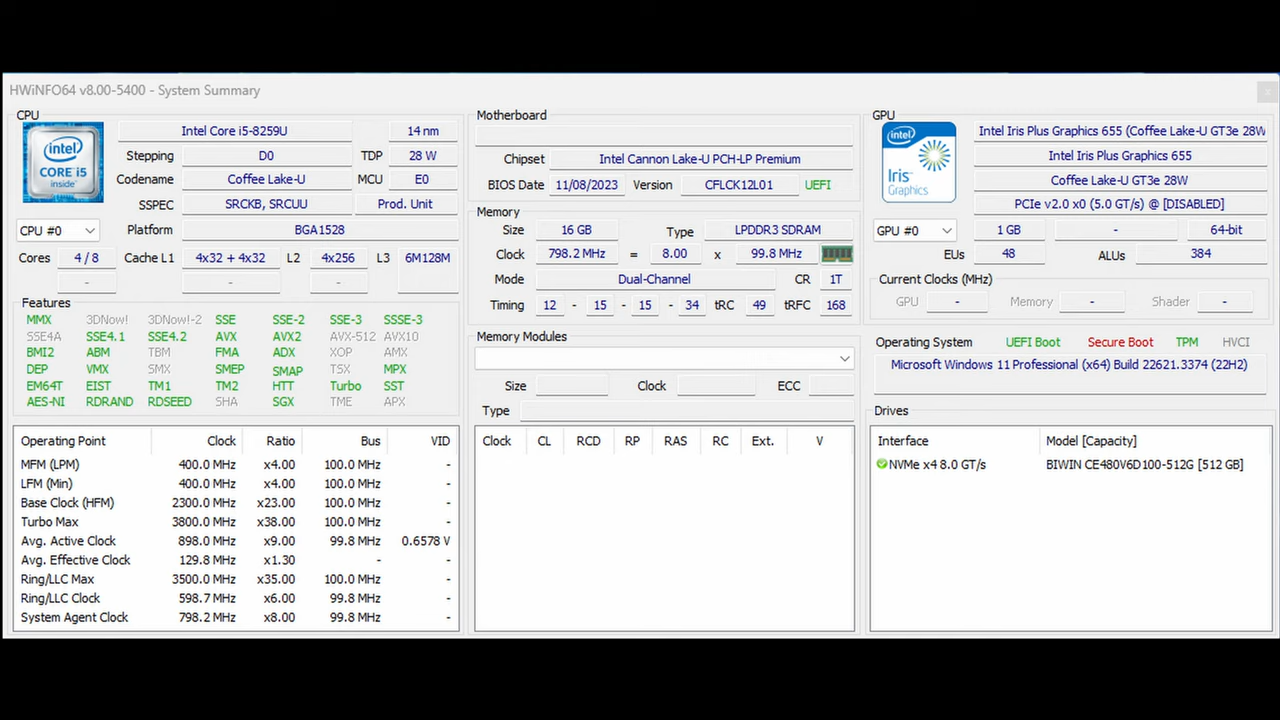 HWiNFO64 v8.00-5400 - System Summary
x
CPU
intel
CORE i5
inside
Intel Core i5-8259U
14 nm
Stepping D0 TDP 28 W
Codename Coffee Lake-U MCU E0
SSPEC SRCKB, SRCUU Prod. Unit
CPU #0 Platform BGA1528
Cores 4 / 8 Cache L1 4x32 + 4x32 L2 4x256 L3 6M128M
- - -
Features
MMX 3DNow! 3DNow!-2 SSE SSE-2 SSE-3 SSSE-3
SSE4A SSE4.1 SSE4.2 AVX AVX2 AVX-512 AVX10
BMI2 ABM TBM FMA ADX XOP AMX
DEP VMX SMX SMEP SMAP TSX MPX
EM64T EIST TM1 TM2 HTT Turbo SST
AES-NI RDRAND RDSEED SHA SGX TME APX
Operating Point Clock Ratio Bus VID
MFM (LPM) 400.0 MHz x4.00 100.0 MHz -
LFM (Min) 400.0 MHz x4.00 100.0 MHz -
Base Clock (HFM) 2300.0 MHz x23.00 100.0 MHz -
Turbo Max 3800.0 MHz x38.00 100.0 MHz -
Avg. Active Clock 898.0 MHz x9.00 99.8 MHz 0.6578 V
Avg. Effective Clock 129.8 MHz x1.30 - -
Ring/LLC Max 3500.0 MHz x35.00 100.0 MHz -
Ring/LLC Clock 598.7 MHz x6.00 99.8 MHz -
System Agent Clock 798.2 MHz x8.00 99.8 MHz -
Motherboard
Chipset Intel Cannon Lake-U PCH-LP Premium
BIOS Date 11/08/2023 Version CFLCK12L01 UEFI
Memory
Size 16 GB Type LPDDR3 SDRAM
Clock 798.2 MHz = 8.00 x 99.8 MHz
Mode Dual-Channel CR 1T
Timing 12 - 15 - 15 - 34 tRC 49 tRFC 168
Memory Modules
Size Clock ECC
Type
Clock CL RCD RP RAS RC Ext. V
GPU
intel
Iris
Graphics
Intel Iris Plus Graphics 655 (Coffee Lake-U GT3e 28W
Intel Iris Plus Graphics 655
Coffee Lake-U GT3e 28W
PCIe v2.0 x0 (5.0 GT/s) @ [DISABLED]
GPU #0 1 GB - 64-bit
EUs 48 ALUs 384
Current Clocks (MHz)
GPU - Memory - Shader -
Operating System UEFI Boot Secure Boot TPM HVCI
Microsoft Windows 11 Professional (x64) Build 22621.3374 (22H2)
Drives
Interface Model [Capacity]
NVMe x4 8.0 GT/s BIWIN CE480V6D100-512G [512 GB]